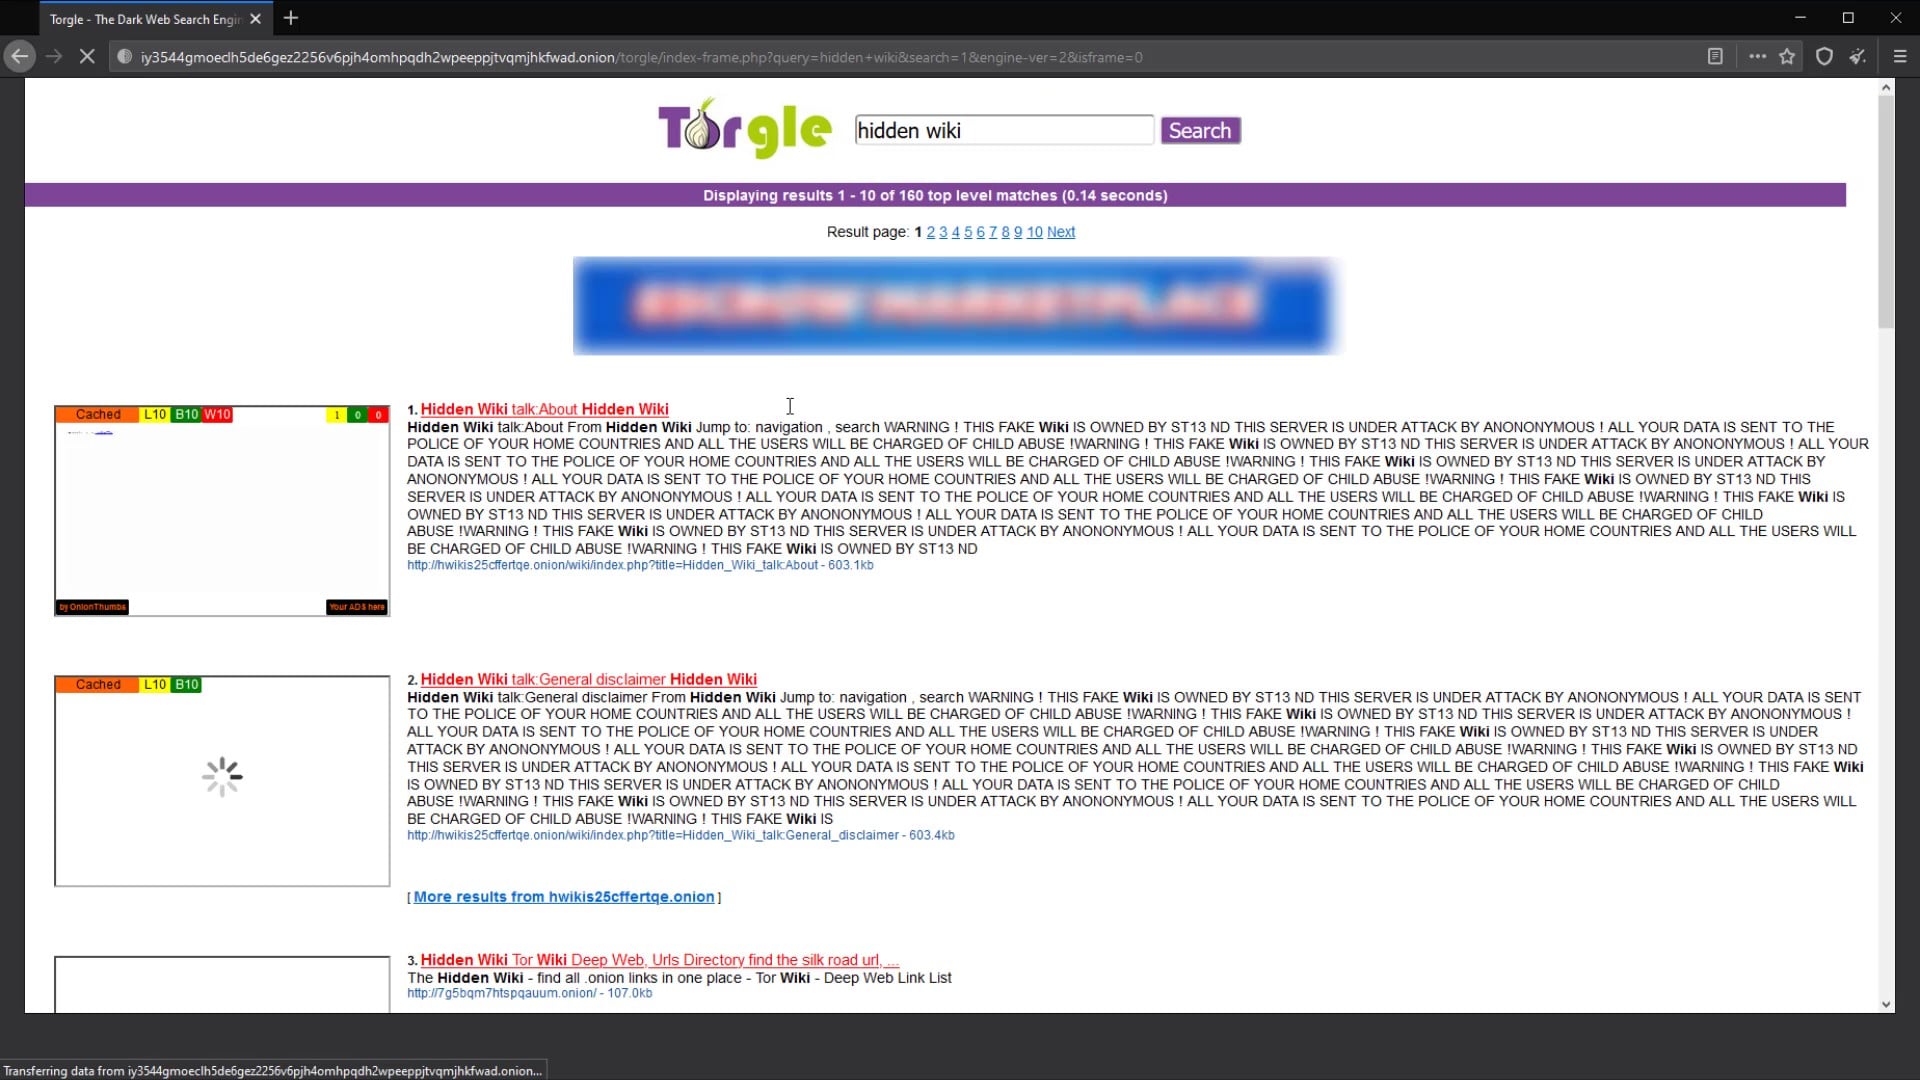 Torgle - The Dark Web Search Engin
iy3544gmoeclh5de6gez2256v6pjh4omhpqdh2wpeeppjtvqmjhkfwad.onion/torgle/index-frame.php?query=hidden+wiki&search=1&engine-ver=2&isframe=0
Torgle
hidden wiki
Search
Displaying results 1 - 10 of 160 top level matches (0.14 seconds)
Result page: 1 2 3 4 5 6 7 8 9 10 Next
Cached L10 B10 W10 1 0 0
by OnionThumbs Your ADS here
1. Hidden Wiki talk:About Hidden Wiki
Hidden Wiki talk:About From Hidden Wiki Jump to: navigation , search WARNING ! THIS FAKE Wiki IS OWNED BY ST13 ND THIS SERVER IS UNDER ATTACK BY ANONONYMOUS ! ALL YOUR DATA IS SENT TO THE
POLICE OF YOUR HOME COUNTRIES AND ALL THE USERS WILL BE CHARGED OF CHILD ABUSE !WARNING ! THIS FAKE Wiki IS OWNED BY ST13 ND THIS SERVER IS UNDER ATTACK BY ANONONYMOUS ! ALL YOUR
DATA IS SENT TO THE POLICE OF YOUR HOME COUNTRIES AND ALL THE USERS WILL BE CHARGED OF CHILD ABUSE !WARNING ! THIS FAKE Wiki IS OWNED BY ST13 ND THIS SERVER IS UNDER ATTACK BY
ANONONYMOUS ! ALL YOUR DATA IS SENT TO THE POLICE OF YOUR HOME COUNTRIES AND ALL THE USERS WILL BE CHARGED OF CHILD ABUSE !WARNING ! THIS FAKE Wiki IS OWNED BY ST13 ND THIS
SERVER IS UNDER ATTACK BY ANONONYMOUS ! ALL YOUR DATA IS SENT TO THE POLICE OF YOUR HOME COUNTRIES AND ALL THE USERS WILL BE CHARGED OF CHILD ABUSE !WARNING ! THIS FAKE Wiki IS
OWNED BY ST13 ND THIS SERVER IS UNDER ATTACK BY ANONONYMOUS ! ALL YOUR DATA IS SENT TO THE POLICE OF YOUR HOME COUNTRIES AND ALL THE USERS WILL BE CHARGED OF CHILD
ABUSE !WARNING ! THIS FAKE Wiki IS OWNED BY ST13 ND THIS SERVER IS UNDER ATTACK BY ANONONYMOUS ! ALL YOUR DATA IS SENT TO THE POLICE OF YOUR HOME COUNTRIES AND ALL THE USERS WILL
BE CHARGED OF CHILD ABUSE !WARNING ! THIS FAKE Wiki IS OWNED BY ST13 ND
http://hwikis25cffertqe.onion/wiki/index.php?title=Hidden_Wiki_talk:About - 603.1kb
Cached L10 B10
2. Hidden Wiki talk:General disclaimer Hidden Wiki
Hidden Wiki talk:General disclaimer From Hidden Wiki Jump to: navigation , search WARNING ! THIS FAKE Wiki IS OWNED BY ST13 ND THIS SERVER IS UNDER ATTACK BY ANONONYMOUS ! ALL YOUR DATA IS SENT
TO THE POLICE OF YOUR HOME COUNTRIES AND ALL THE USERS WILL BE CHARGED OF CHILD ABUSE !WARNING ! THIS FAKE Wiki IS OWNED BY ST13 ND THIS SERVER IS UNDER ATTACK BY ANONONYMOUS !
ALL YOUR DATA IS SENT TO THE POLICE OF YOUR HOME COUNTRIES AND ALL THE USERS WILL BE CHARGED OF CHILD ABUSE !WARNING ! THIS FAKE Wiki IS OWNED BY ST13 ND THIS SERVER IS UNDER
ATTACK BY ANONONYMOUS ! ALL YOUR DATA IS SENT TO THE POLICE OF YOUR HOME COUNTRIES AND ALL THE USERS WILL BE CHARGED OF CHILD ABUSE !WARNING ! THIS FAKE Wiki IS OWNED BY ST13 ND
THIS SERVER IS UNDER ATTACK BY ANONONYMOUS ! ALL YOUR DATA IS SENT TO THE POLICE OF YOUR HOME COUNTRIES AND ALL THE USERS WILL BE CHARGED OF CHILD ABUSE !WARNING ! THIS FAKE Wiki
IS OWNED BY ST13 ND THIS SERVER IS UNDER ATTACK BY ANONONYMOUS ! ALL YOUR DATA IS SENT TO THE POLICE OF YOUR HOME COUNTRIES AND ALL THE USERS WILL BE CHARGED OF CHILD
ABUSE !WARNING ! THIS FAKE Wiki IS OWNED BY ST13 ND THIS SERVER IS UNDER ATTACK BY ANONONYMOUS ! ALL YOUR DATA IS SENT TO THE POLICE OF YOUR HOME COUNTRIES AND ALL THE USERS WILL
BE CHARGED OF CHILD ABUSE !WARNING ! THIS FAKE Wiki IS
http://hwikis25cffertqe.onion/wiki/index.php?title=Hidden_Wiki_talk:General_disclaimer - 603.4kb
[ More results from hwikis25cffertqe.onion ]
3. Hidden Wiki Tor Wiki Deep Web, Urls Directory find the silk road url, ...
The Hidden Wiki - find all .onion links in one place - Tor Wiki - Deep Web Link List
http://7g5bqm7htspqauum.onion/ - 107.0kb
Transferring data from iy3544gmoeclh5de6gez2256v6pjh4omhpqdh2wpeeppjtvqmjhkfwad.onion...